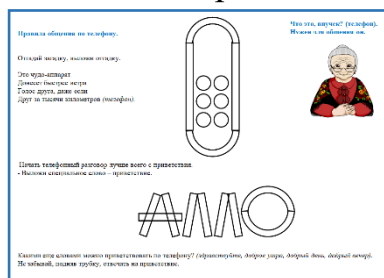 Правила общения по телефону.
Что это, внучек? (телефон).
Нужен для общения он.
Отгадай загадку, выложи отгадку.
Это чудо-аппарат
Донесет быстрее ветра
Голос друга, даже если
Друг за тысячи километров (телефон).
Начать телефонный разговор лучше всего с приветствия.
- Выложи специальное слово – приветствие.
АЛЛО
Какими еще словами можно приветствовать по телефону? (здравствуйте, доброе утро, добрый день, добрый вечер).
Не забывай, подняв трубку, ответить на приветствие.